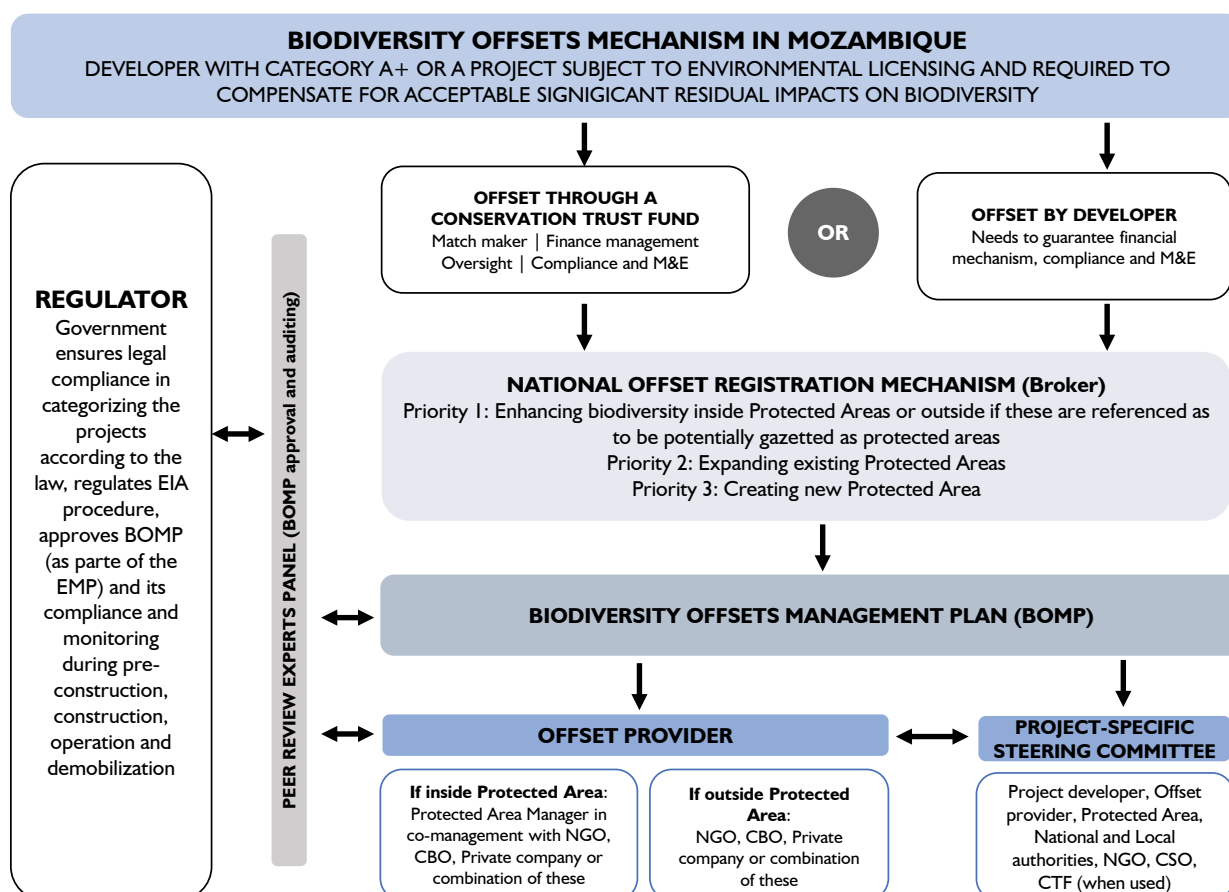 BIODIVERSITY OFFSETS MECHANISM IN MOZAMBIQUE
DEVELOPER WITH CATEGORY A+ OR A PROJECT SUBJECT TO ENVIRONMENTAL LICENSING AND REQUIRED TO
COMPENSATE FOR ACCEPTABLE SIGNIGICANT RESIDUAL IMPACTS ON BIODIVERSITY
REGULATOR
Government
ensures legal
compliance in
categorizing the
projects
according to the
law, regulates EIA
procedure,
approves BOMP
(as parte of the
EMP) and its
compliance and
monitoring
during pre-
construction,
construction,
operation and
demobilization
PEER REVIEW EXPERTS PANEL (BOMP approval and auditing)
OFFSET THROUGH A
CONSERVATION TRUST FUND
Match maker | Finance management
Oversight | Compliance and M&E
OR
OFFSET BY DEVELOPER
Needs to guarantee financial
mechanism, compliance and M&E
NATIONAL OFFSET REGISTRATION MECHANISM (Broker)
Priority 1: Enhancing biodiversity inside Protected Areas or outside if these are referenced as
to be potentially gazetted as protected areas
Priority 2: Expanding existing Protected Areas
Priority 3: Creating new Protected Area
BIODIVERSITY OFFSETS MANAGEMENT PLAN (BOMP)
OFFSET PROVIDER
PROJECT-SPECIFIC
STEERING COMMITTEE
If inside Protected Area:
Protected Area Manager in
co-management with NGO,
CBO, Private company or
combination of these
If outside Protected
Area:
NGO, CBO, Private
company or combination
of these
Project developer, Offset
provider, Protected Area,
National and Local
authorities, NGO, CSO,
CTF (when used)